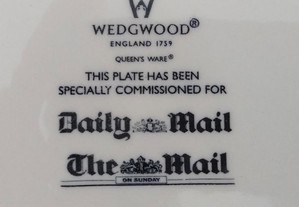 WEDGWOOD®
ENGLAND 1759
QUEEN'S WARE®
THIS PLATE HAS BEEN
SPECIALLY COMMISSIONED FOR
Daily Mail
The Mail
ON SUNDAY